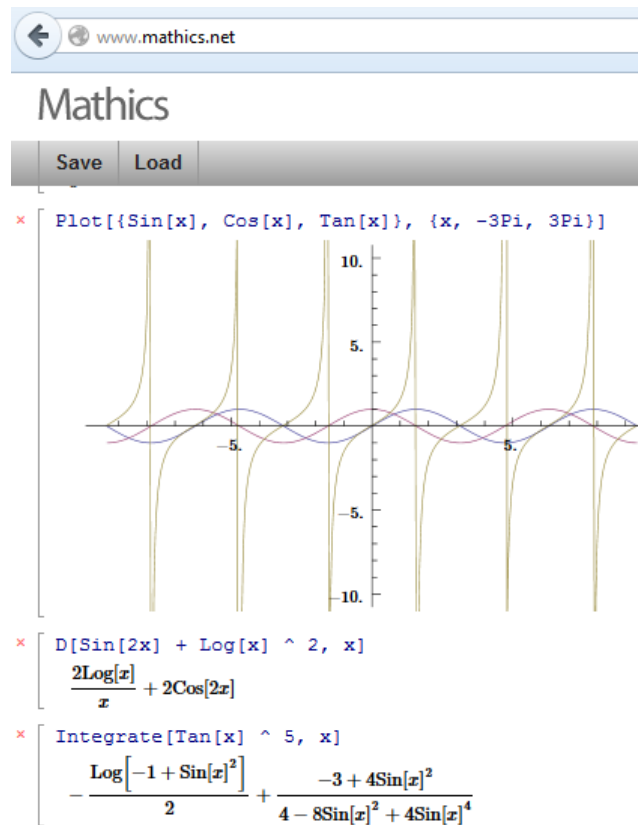 www.mathics.net
Mathics
Save Load
Plot[{Sin[x], Cos[x], Tan[x]}, {x, -3Pi, 3Pi}]
10.
5.
-5. 5.
-5.
-10.
D[Sin[2x] + Log[x] ^ 2, x]
2Log[x]/x + 2Cos[2x]
Integrate[Tan[x] ^ 5, x]
-Log[-1 + Sin[x]^2]/2 + (-3 + 4Sin[x]^2)/(4 - 8Sin[x]^2 + 4Sin[x]^4)